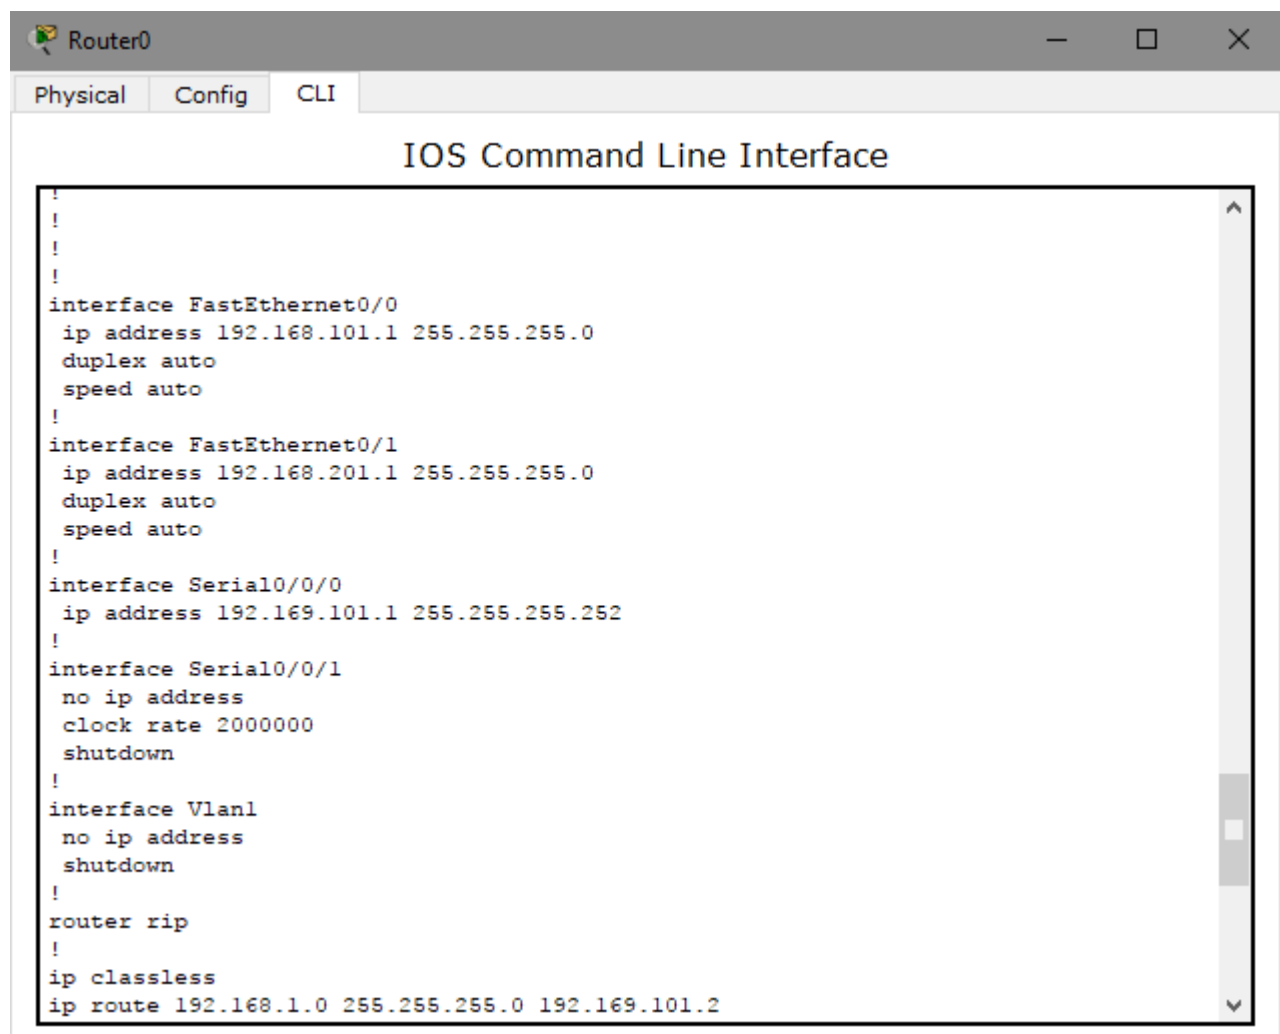 Router0
Physical Config CLI
IOS Command Line Interface
!
!
!
!
interface FastEthernet0/0
 ip address 192.168.101.1 255.255.255.0
 duplex auto
 speed auto
!
interface FastEthernet0/1
 ip address 192.168.201.1 255.255.255.0
 duplex auto
 speed auto
!
interface Serial0/0/0
 ip address 192.169.101.1 255.255.255.252
!
interface Serial0/0/1
 no ip address
 clock rate 2000000
 shutdown
!
interface Vlan1
 no ip address
 shutdown
!
router rip
!
ip classless
ip route 192.168.1.0 255.255.255.0 192.169.101.2